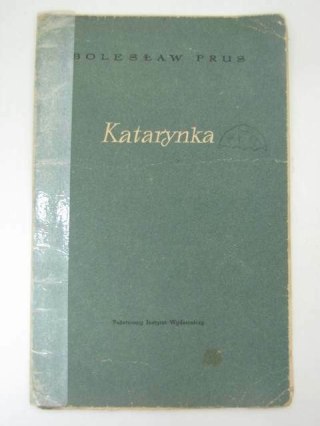 BOLESŁAW PRUS
Katarynka
Państwowy Instytut Wydawniczy